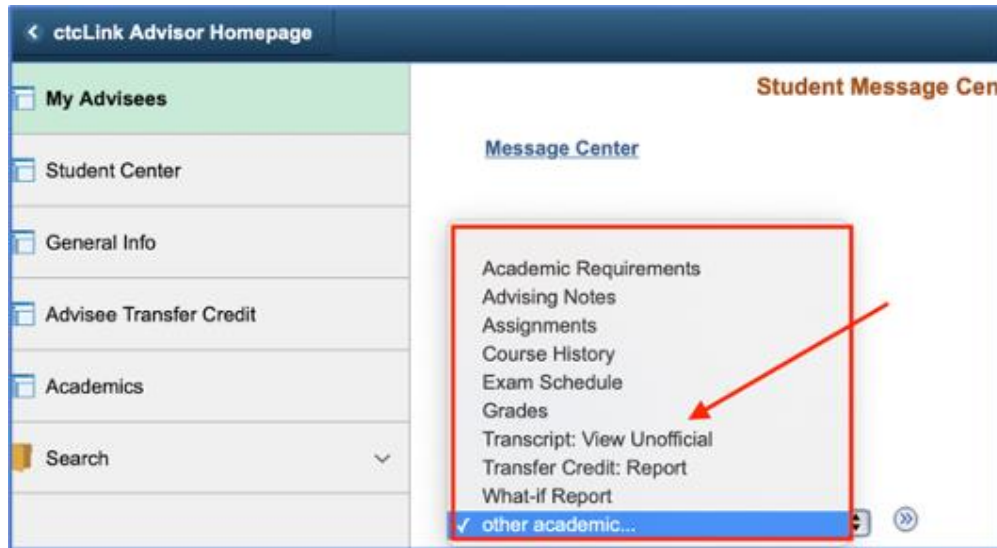 ctcLink Advisor Homepage
My Advisees
Student Center
General Info
Advisee Transfer Credit
Academics
Search
Student Message Cen
Message Center
Academic Requirements
Advising Notes
Assignments
Course History
Exam Schedule
Grades
Transcript: View Unofficial
Transfer Credit: Report
What-if Report
other academic...